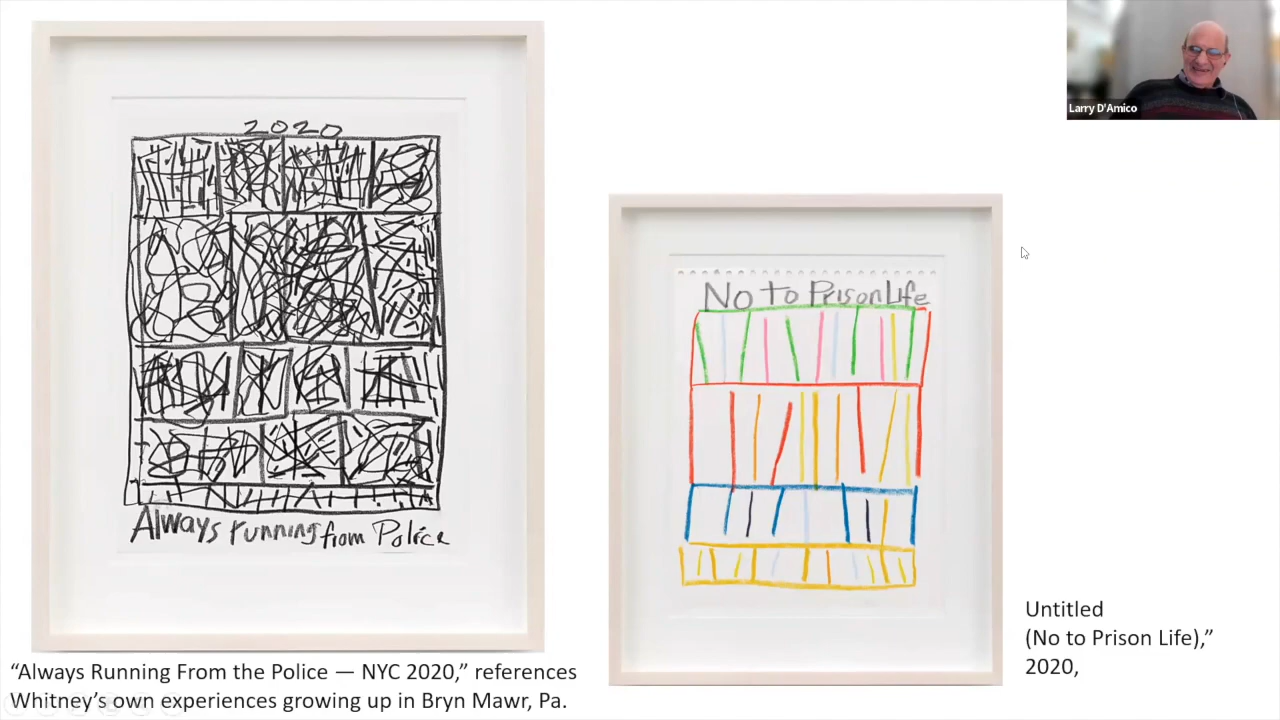 Larry D'Amico
2020
Always running from Police
No To Prison Life
Untitled
(No to Prison Life),”
2020,
“Always Running From the Police — NYC 2020,” references
Whitney’s own experiences growing up in Bryn Mawr, Pa.